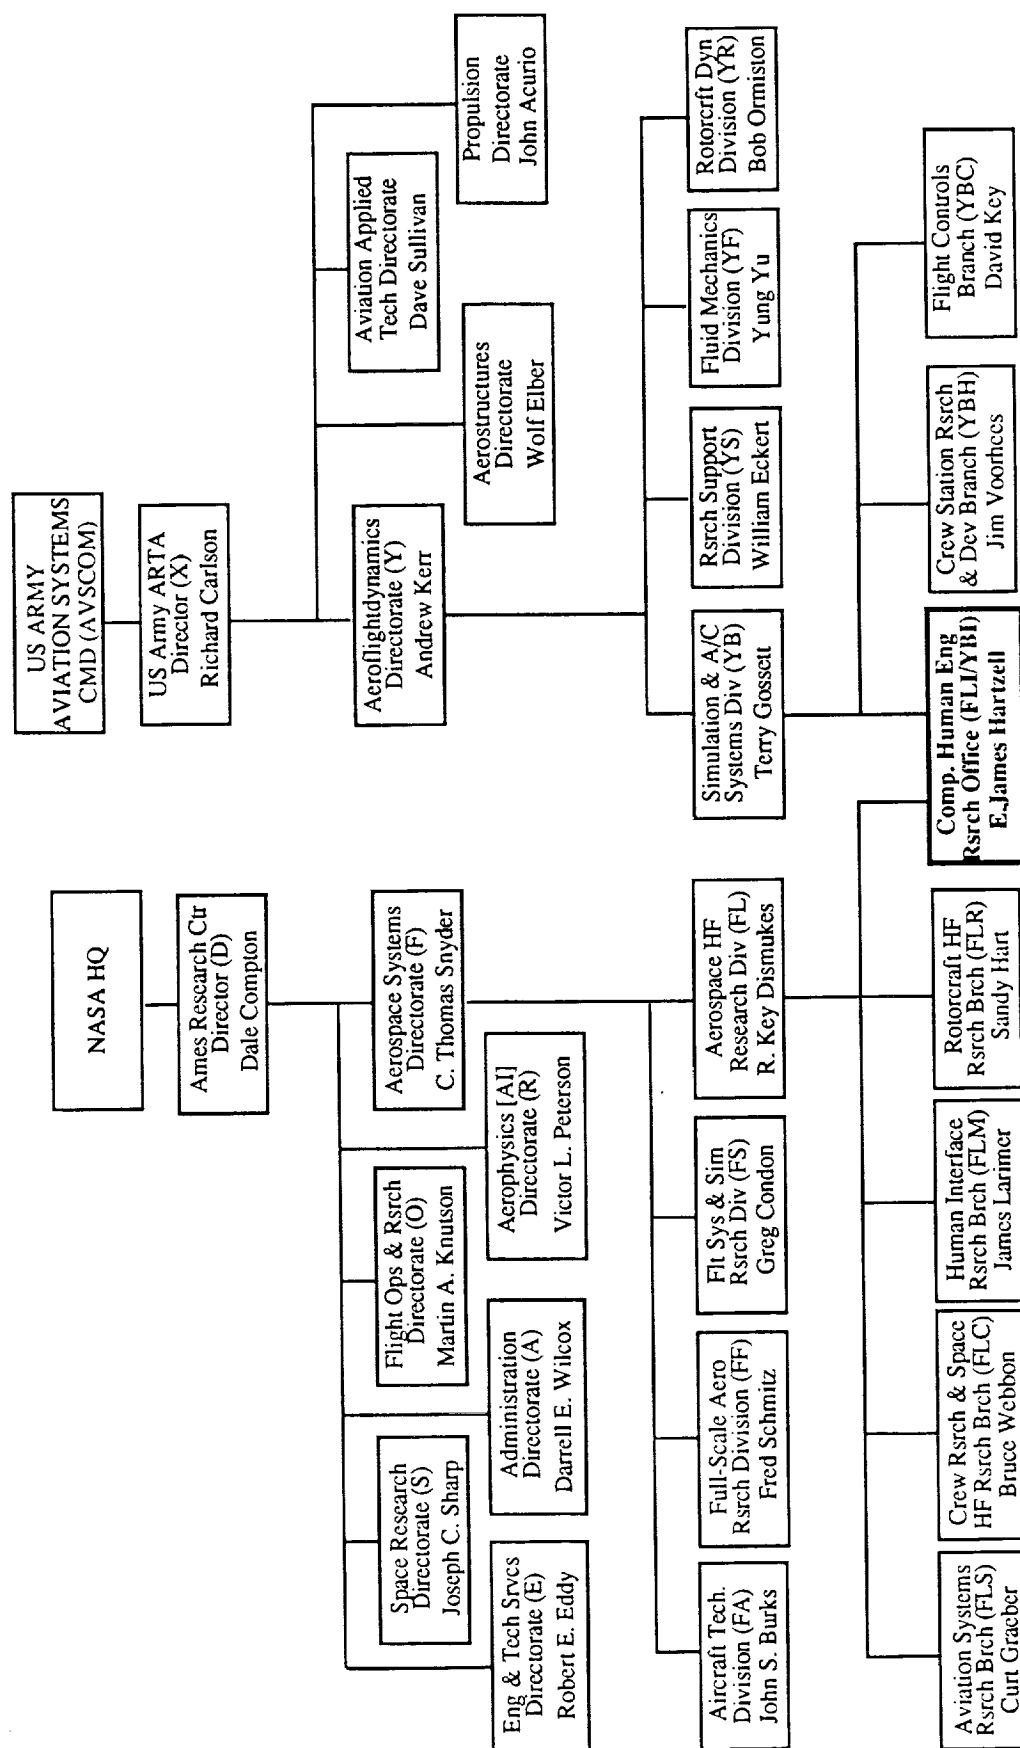 NASA HQ
US ARMY
AVIATION SYSTEMS
CMD (AVSCOM)
Ames Research Ctr
Director (D)
Dale Compton
US Army ARTA
Director (X)
Richard Carlson
Space Research
Directorate (S)
Joseph C. Sharp
Flight Ops & Rsrch
Directorate (O)
Martin A. Knutson
Aerospace Systems
Directorate (F)
C. Thomas Snyder
Aeroflightdynamics
Directorate (Y)
Andrew Kerr
Aviation Applied
Tech Directorate
Dave Sullivan
Eng & Tech Srvces
Directorate (E)
Robert E. Eddy
Administration
Directorate (A)
Darrell E. Wilcox
Aerophysics [AI]
Directorate (R)
Victor L. Peterson
Aerostructures
Directorate
Wolf Elber
Propulsion
Directorate
John Acurio
Aircraft Tech.
Division (FA)
John S. Burks
Full-Scale Aero
Rsrch Division (FF)
Fred Schmitz
Flt Sys & Sim
Rsrch Div (FS)
Greg Condon
Aerospace HF
Research Div (FL)
R. Key Dismukes
Simulation & A/C
Systems Div (YB)
Terry Gossett
Rsrch Support
Division (YS)
William Eckert
Fluid Mechanics
Division (YF)
Yung Yu
Rotorcrft Dyn
Division (YR)
Bob Ormiston
Aviation Systems
Rsrch Brch (FLS)
Curt Graeber
Crew Rsrch & Space
HF Rsrch Brch (FLC)
Bruce Webbon
Human Interface
Rsrch Brch (FLM)
James Larimer
Rotorcraft HF
Rsrch Brch (FLR)
Sandy Hart
Comp. Human Eng
Rsrch Office (FLI/YBI)
E.James Hartzell
Crew Station Rsrch
& Dev Branch (YBH)
Jim Voorhees
Flight Controls
Branch (YBC)
David Key